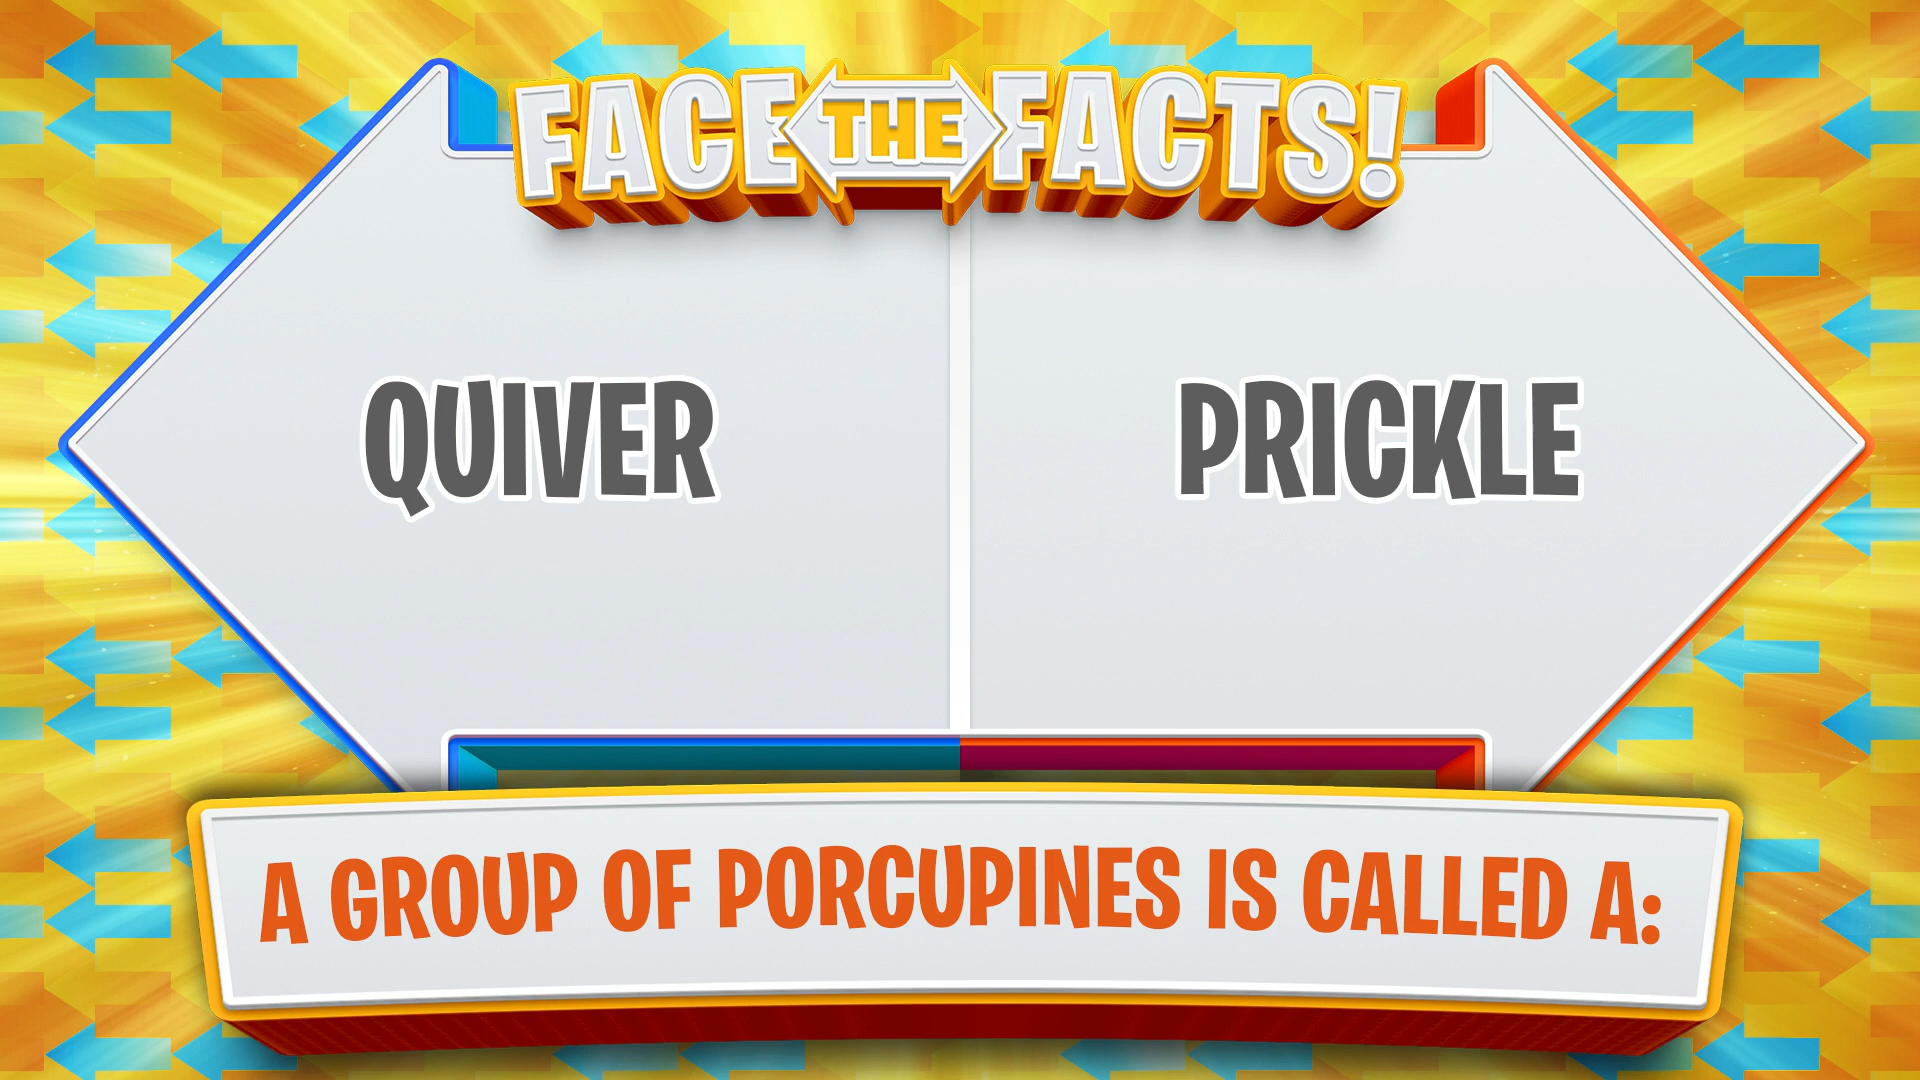 FACE THE FACTS!
QUIVER
PRICKLE
A GROUP OF PORCUPINES IS CALLED A: